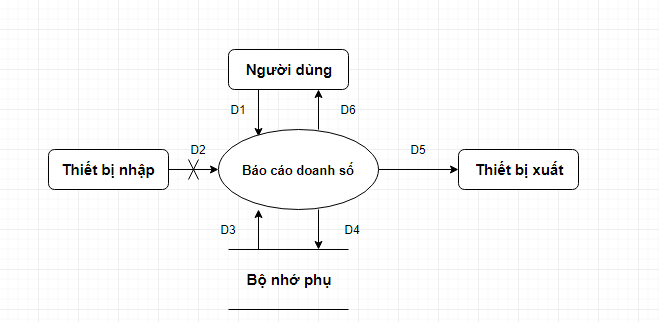 Người dùng
D1
D6
D2
D5
Thiết bị nhập
Báo cáo doanh số
Thiết bị xuất
D3
D4
Bộ nhớ phụ